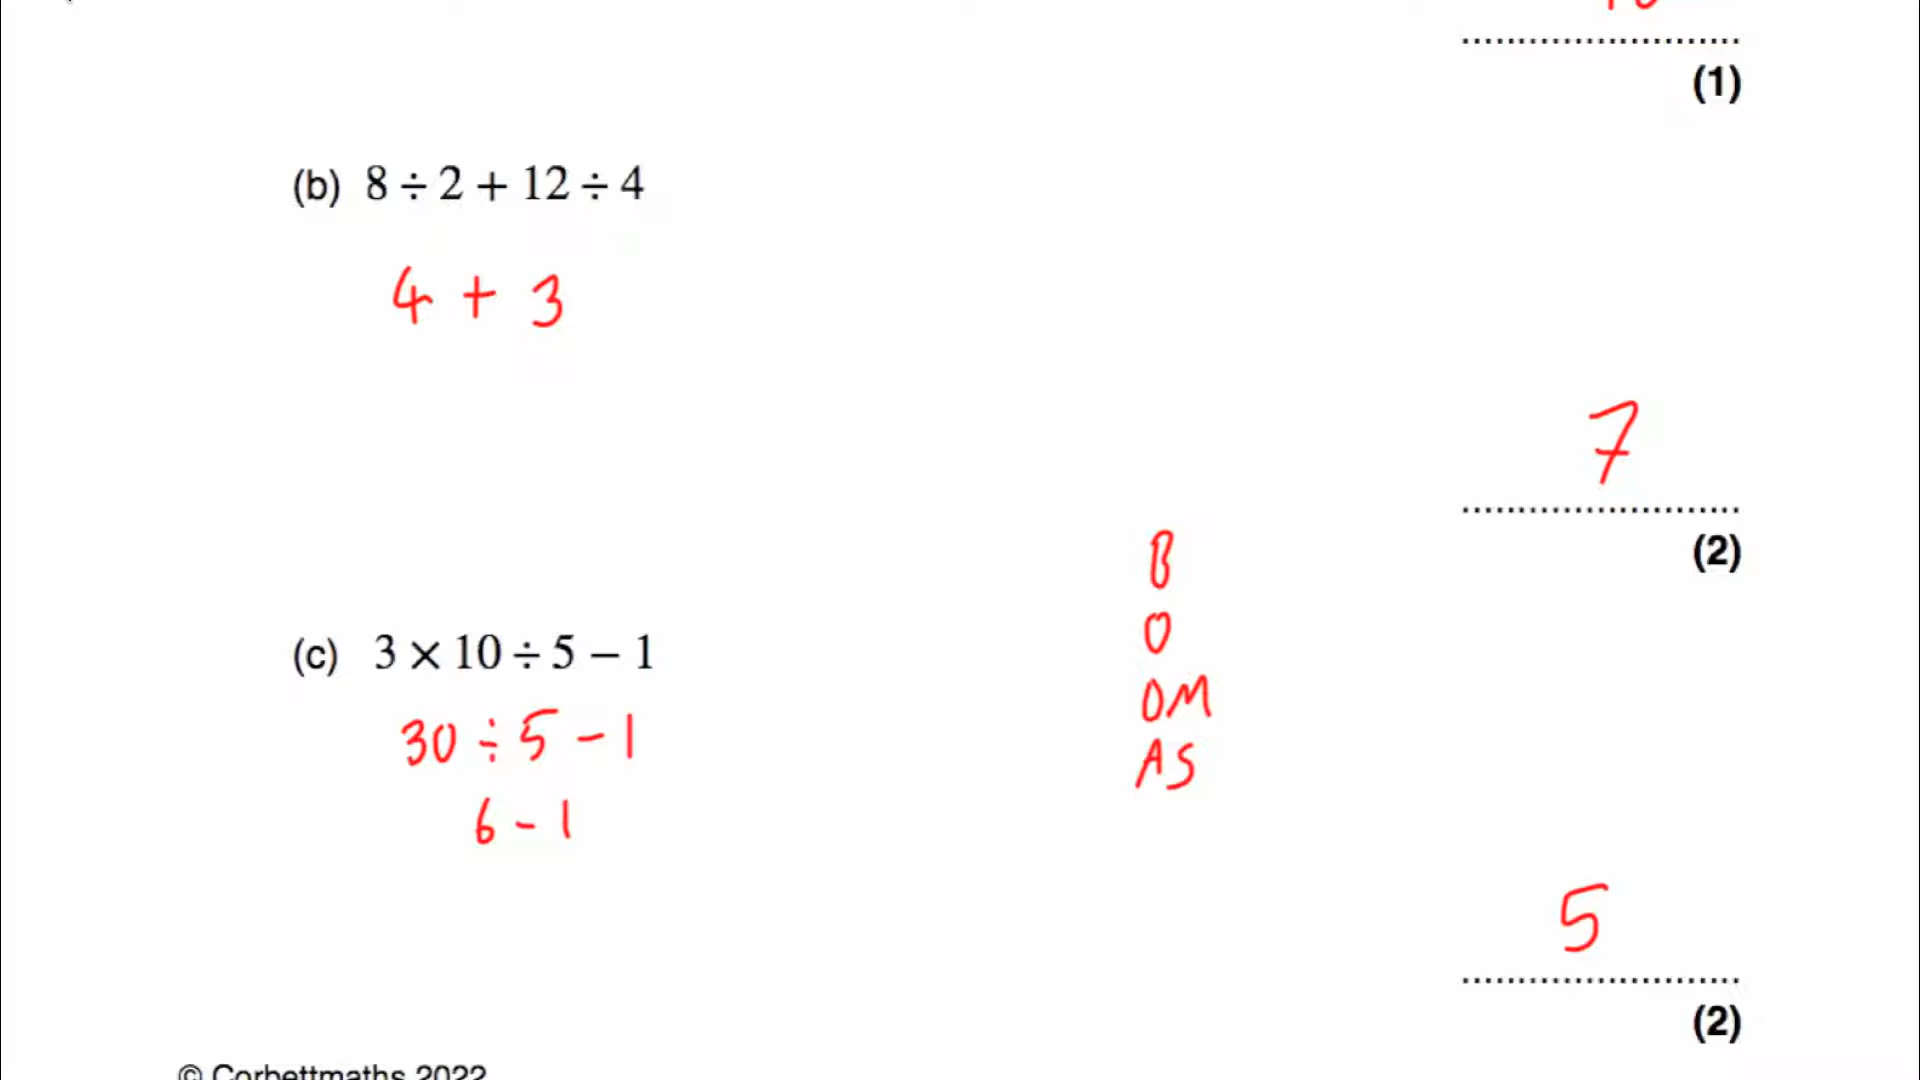 (1)
(b) 8 ÷ 2 + 12 ÷ 4
4 + 3
7
(2)
B
O
DM
AS
(c) 3 × 10 ÷ 5 − 1
30 ÷ 5 − 1
6 − 1
5
(2)
© Corbettmaths 2022